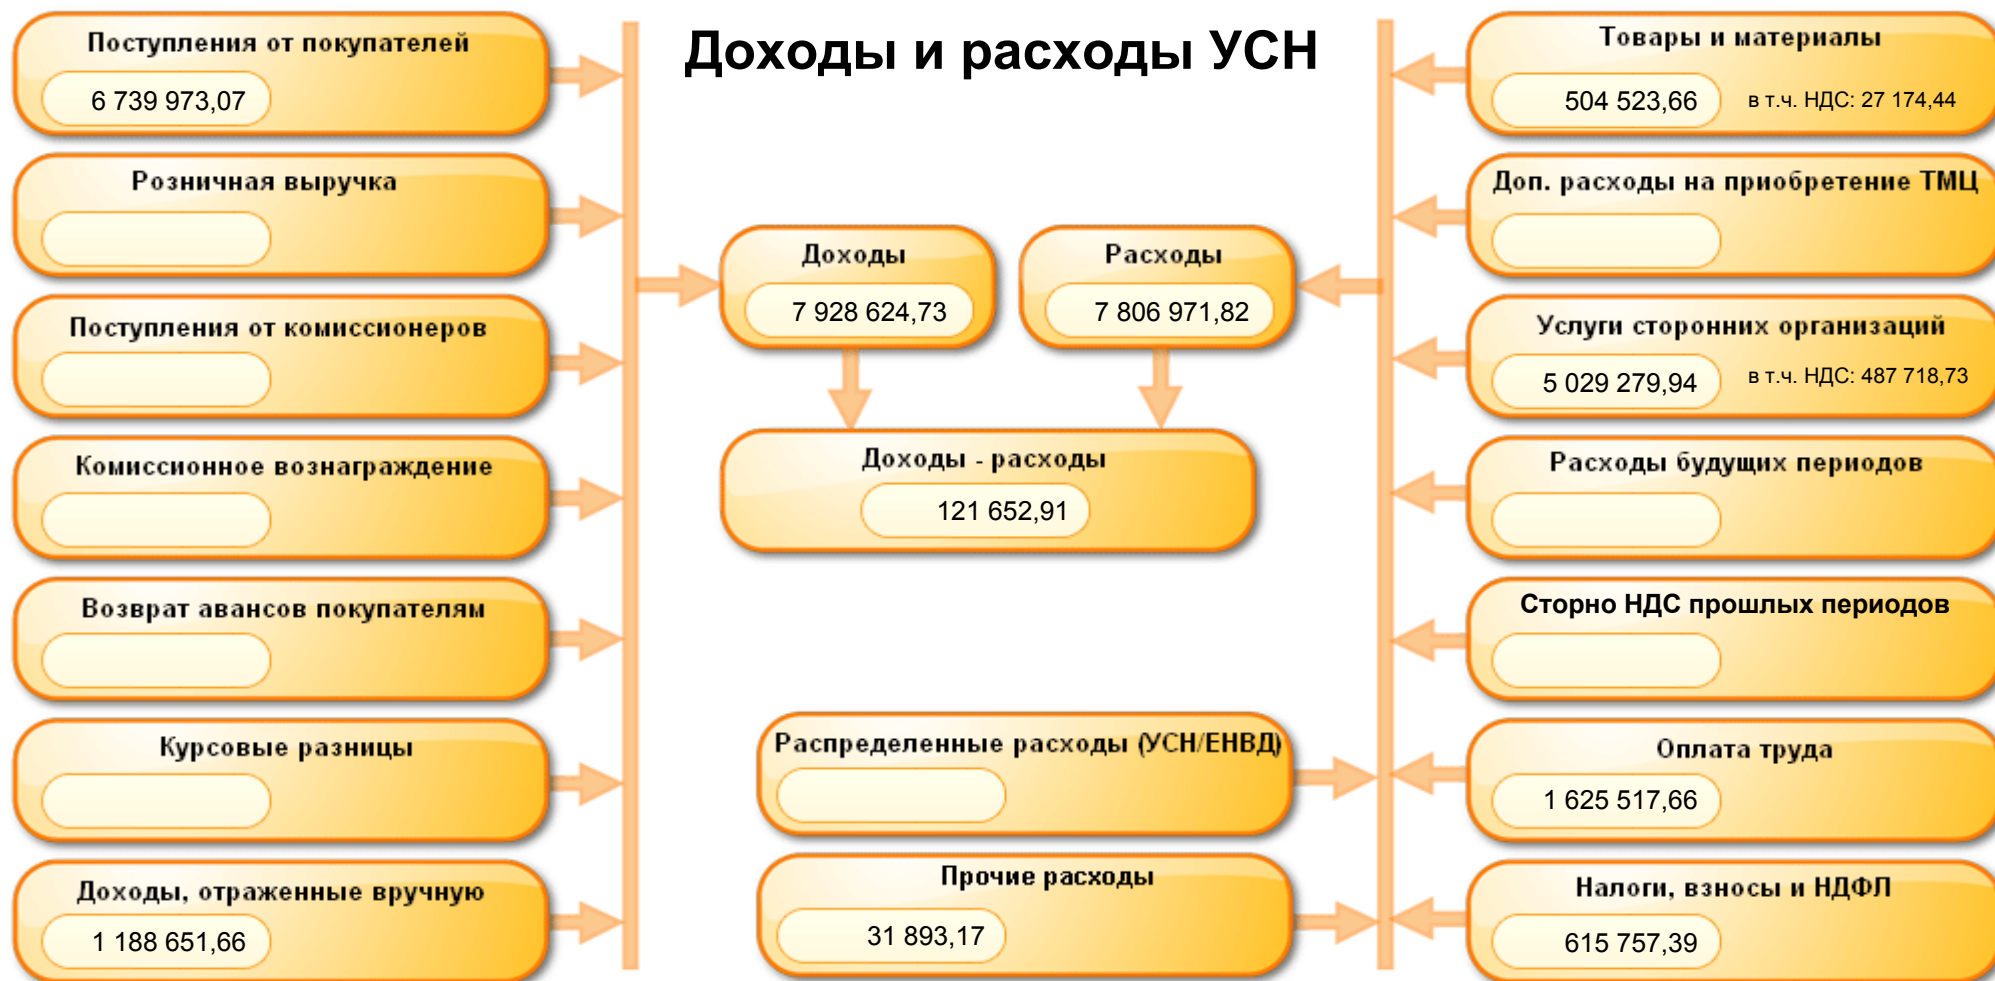 Доходы и расходы УСН
Поступления от покупателей
6 739 973,07
Розничная выручка
Поступления от комиссионеров
Комиссионное вознаграждение
Возврат авансов покупателям
Курсовые разницы
Доходы, отраженные вручную
1 188 651,66
Доходы
7 928 624,73
Расходы
7 806 971,82
Доходы - расходы
121 652,91
Распределенные расходы (УСН/ЕНВД)
Прочие расходы
31 893,17
Товары и материалы
504 523,66 в т.ч. НДС: 27 174,44
Доп. расходы на приобретение ТМЦ
Услуги сторонних организаций
5 029 279,94 в т.ч. НДС: 487 718,73
Расходы будущих периодов
Сторно НДС прошлых периодов
Оплата труда
1 625 517,66
Налоги, взносы и НДФЛ
615 757,39